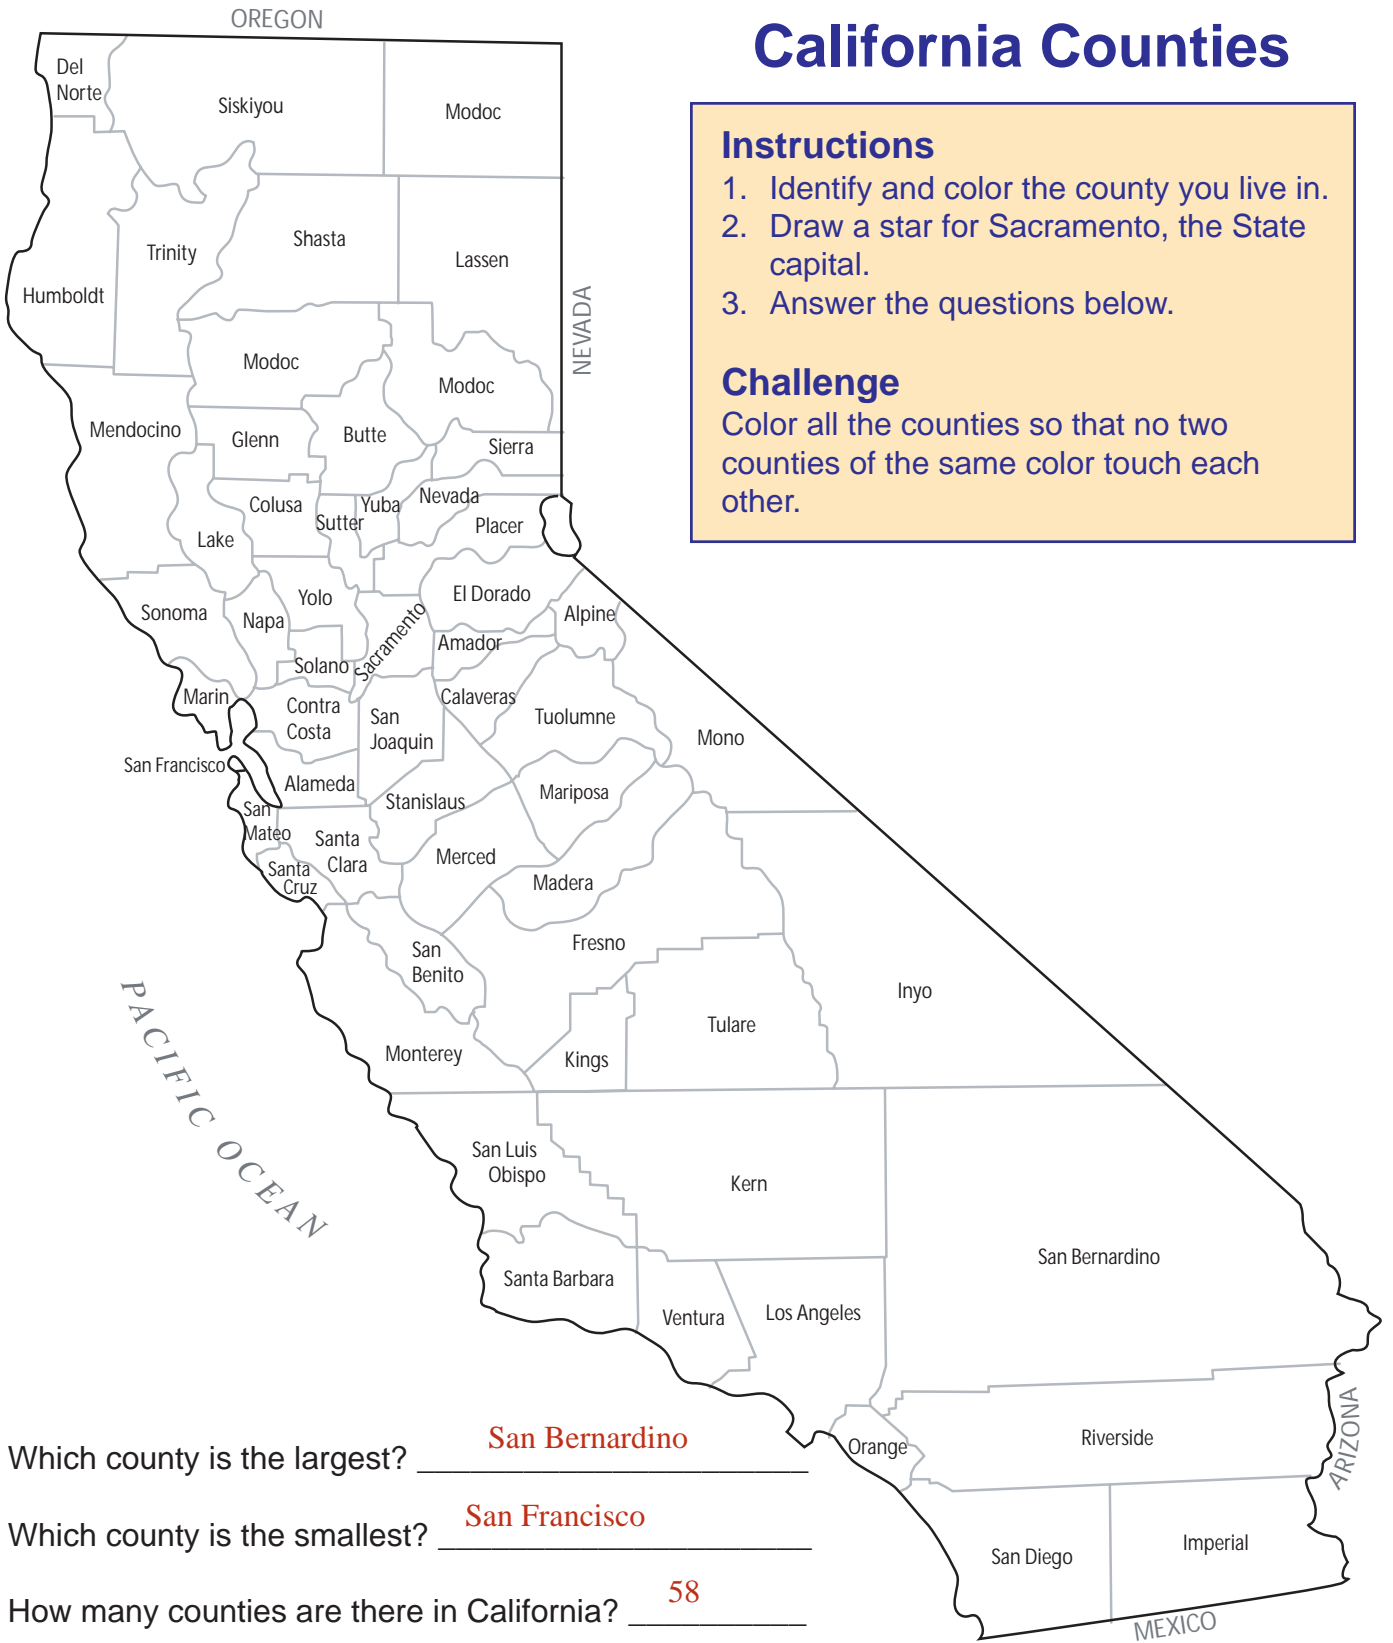 OREGON
California Counties
Instructions
1. Identify and color the county you live in.
2. Draw a star for Sacramento, the State
capital.
3. Answer the questions below.
Challenge
Color all the counties so that no two
counties of the same color touch each
other.
Del
Norte
Siskiyou
Modoc
Trinity
Shasta
Lassen
Humboldt
NEVADA
Modoc
Modoc
Mendocino
Glenn
Butte
Sierra
Colusa
Sutter
Yuba
Nevada
Placer
Lake
Sonoma
Napa
Yolo
Sacramento
El Dorado
Alpine
Amador
Solano
Marin
Contra
Costa
San
Joaquin
Calaveras
Tuolumne
Mono
San Francisco
Alameda
Stanislaus
Mariposa
San
Mateo
Santa
Clara
Merced
Santa
Cruz
Madera
Fresno
San
Benito
Inyo
Tulare
Monterey
Kings
PACIFIC OCEAN
San Luis
Obispo
Kern
San Bernardino
Santa Barbara
Ventura
Los Angeles
Orange
Riverside
ARIZONA
San Diego
Imperial
MEXICO
Which county is the largest? San Bernardino
Which county is the smallest? San Francisco
How many counties are there in California? 58